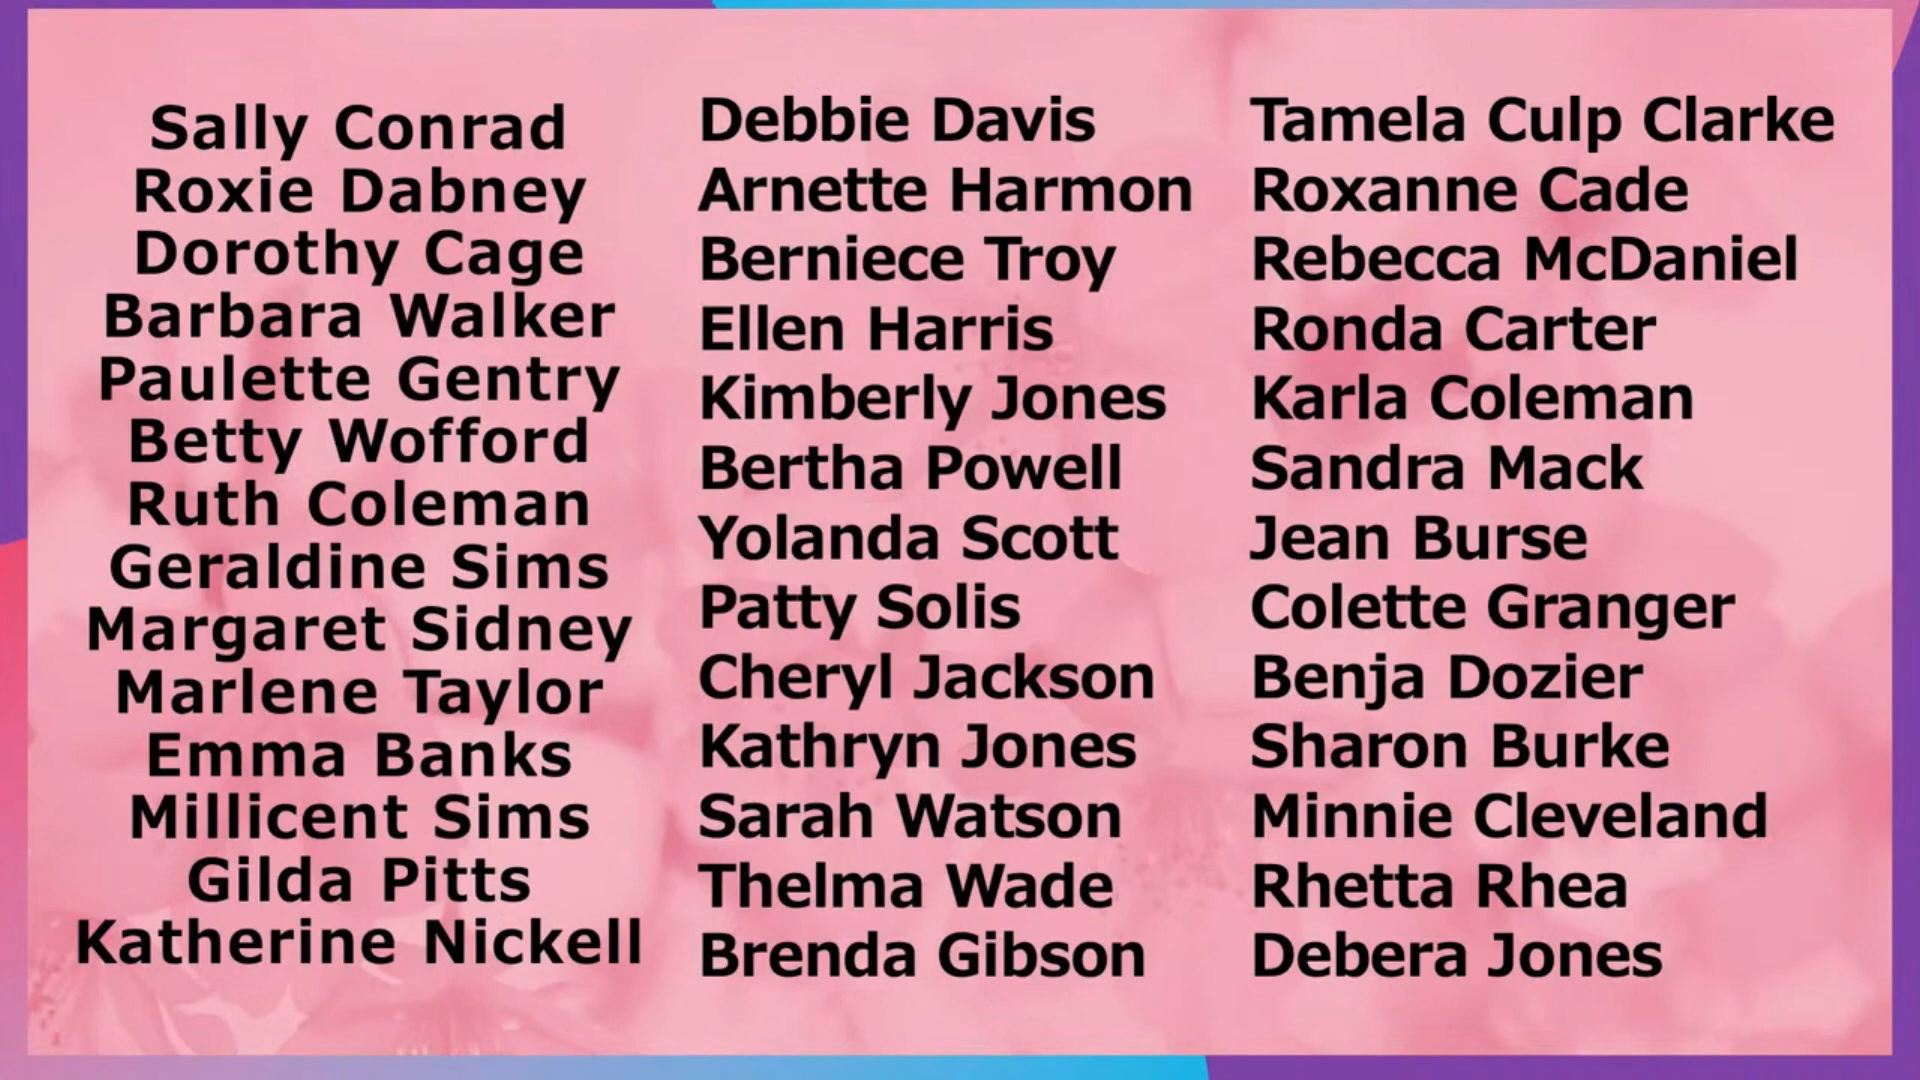 Sally Conrad
Roxie Dabney
Dorothy Cage
Barbara Walker
Paulette Gentry
Betty Wofford
Ruth Coleman
Geraldine Sims
Margaret Sidney
Marlene Taylor
Emma Banks
Millicent Sims
Gilda Pitts
Katherine Nickell
Debbie Davis
Arnette Harmon
Berniece Troy
Ellen Harris
Kimberly Jones
Bertha Powell
Yolanda Scott
Patty Solis
Cheryl Jackson
Kathryn Jones
Sarah Watson
Thelma Wade
Brenda Gibson
Tamela Culp Clarke
Roxanne Cade
Rebecca McDaniel
Ronda Carter
Karla Coleman
Sandra Mack
Jean Burse
Colette Granger
Benja Dozier
Sharon Burke
Minnie Cleveland
Rhetta Rhea
Debera Jones